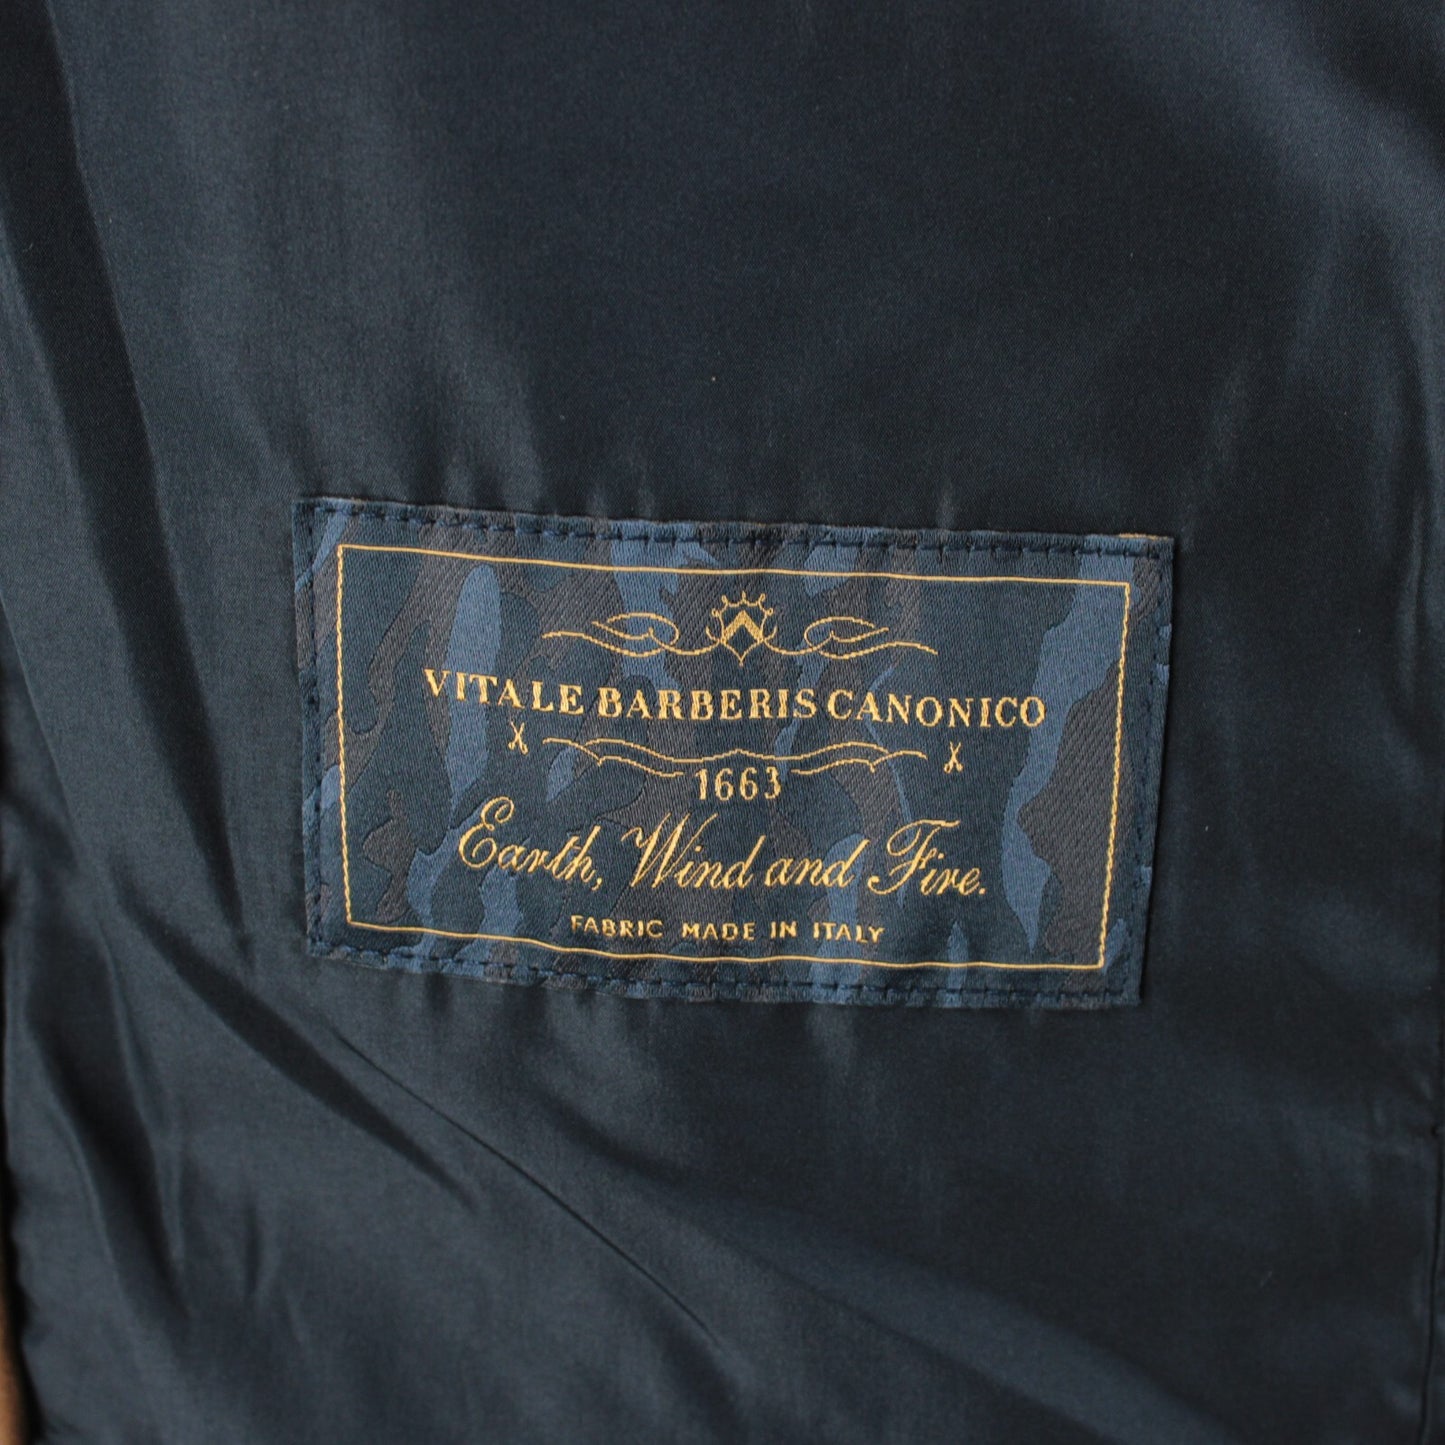 VITALE BARBERIS CANONICO
1663
Earth, Wind and Fire.
FABRIC MADE IN ITALY